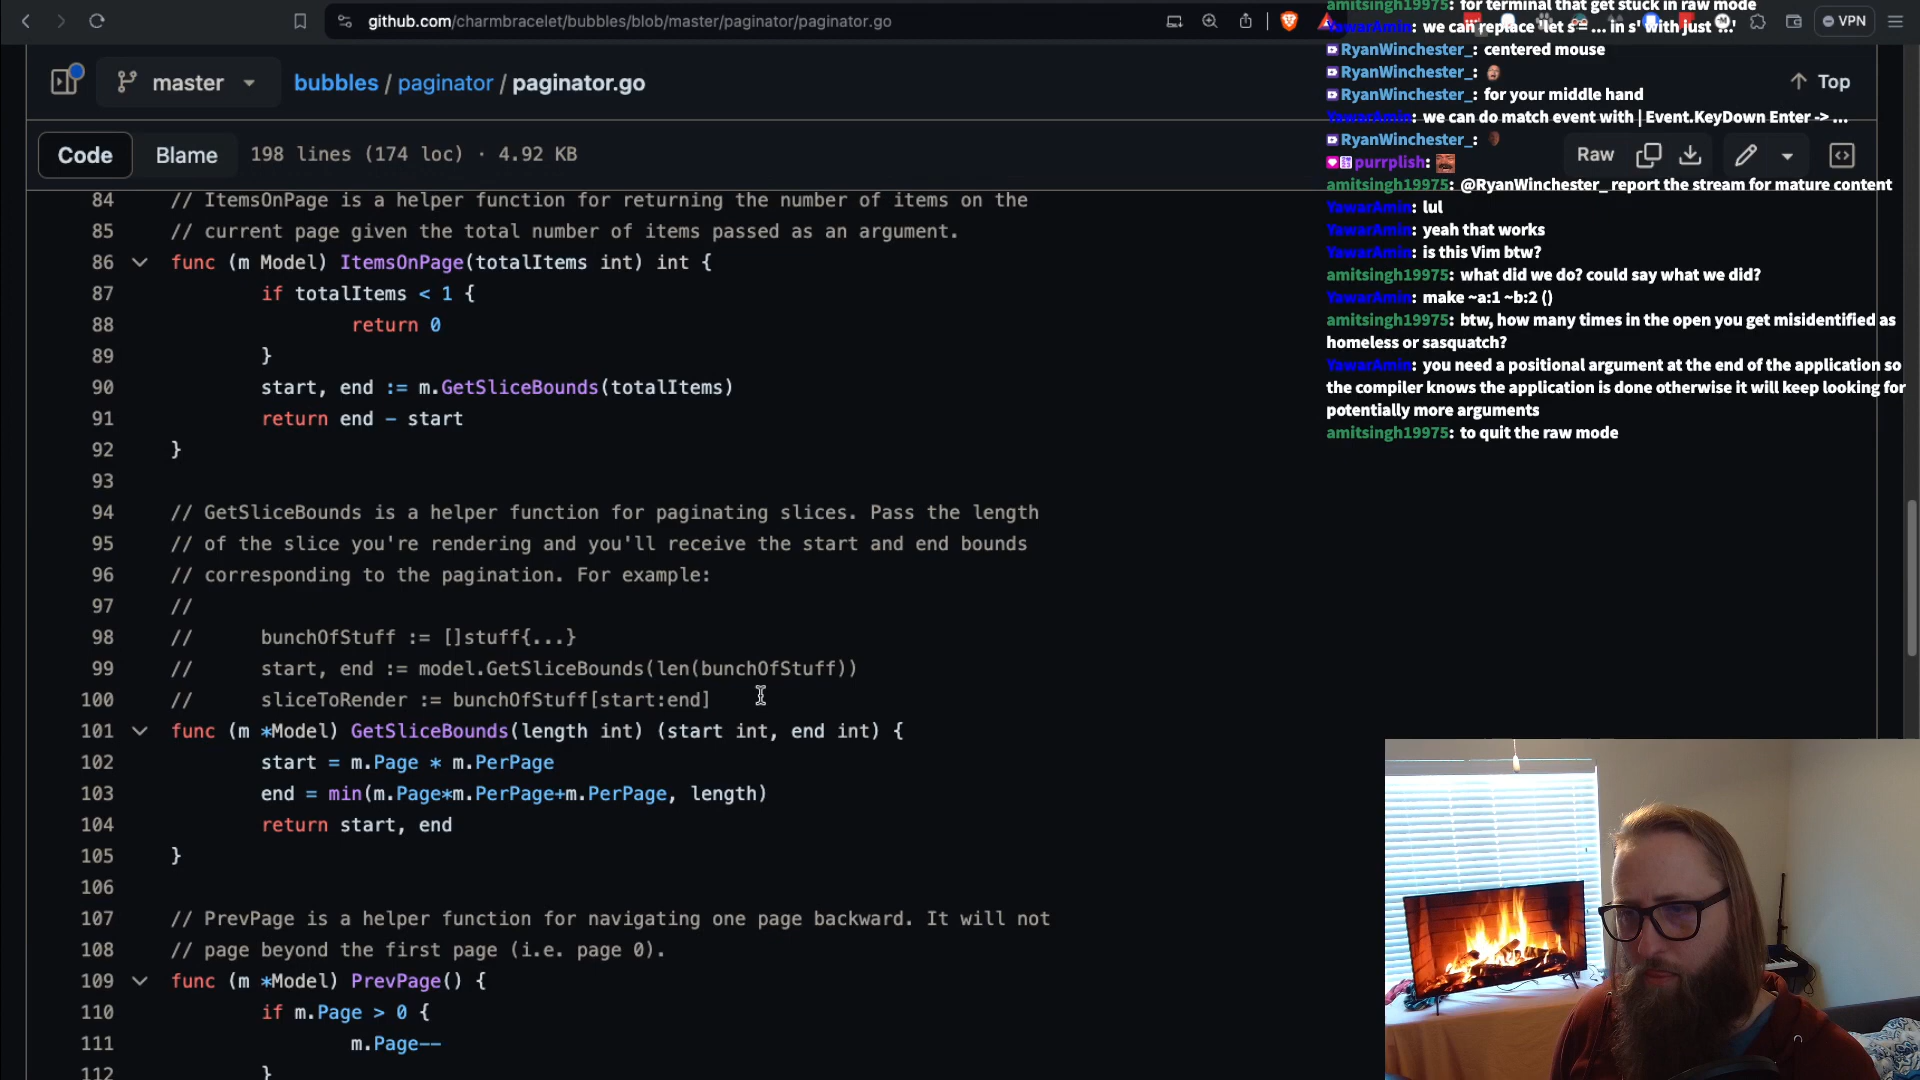 github.com/charmbracelet/bubbles/blob/master/paginator/paginator.go
VPN
master
bubbles / paginator / paginator.go
Top
Code
Blame
198 lines (174 loc) · 4.92 KB
Raw
84 // ItemsOnPage is a helper function for returning the number of items on the
85 // current page given the total number of items passed as an argument.
86 func (m Model) ItemsOnPage(totalItems int) int {
87 if totalItems < 1 {
88 return 0
89 }
90 start, end := m.GetSliceBounds(totalItems)
91 return end - start
92 }
93
94 // GetSliceBounds is a helper function for paginating slices. Pass the length
95 // of the slice you're rendering and you'll receive the start and end bounds
96 // corresponding to the pagination. For example:
97 //
98 // bunchOfStuff := []stuff{...}
99 // start, end := model.GetSliceBounds(len(bunchOfStuff))
100 // sliceToRender := bunchOfStuff[start:end]
101 func (m *Model) GetSliceBounds(length int) (start int, end int) {
102 start = m.Page * m.PerPage
103 end = min(m.Page*m.PerPage+m.PerPage, length)
104 return start, end
105 }
106
107 // PrevPage is a helper function for navigating one page backward. It will not
108 // page beyond the first page (i.e. page 0).
109 func (m *Model) PrevPage() {
110 if m.Page > 0 {
111 m.Page--
112 }
amitsingh19975: for terminal that get stuck in raw mode
YawarAmin: we can replace 'let s = ... in s' with just '...'
RyanWinchester_: centered mouse
RyanWinchester_:
RyanWinchester_: for your middle hand
YawarAmin: we can do match event with | Event.KeyDown Enter -> ...
RyanWinchester_:
purrplish:
amitsingh19975: @RyanWinchester_ report the stream for mature content
YawarAmin: lul
YawarAmin: yeah that works
YawarAmin: is this Vim btw?
amitsingh19975: what did we do? could say what we did?
YawarAmin: make ~a:1 ~b:2 ()
amitsingh19975: btw, how many times in the open you get misidentified as
homeless or sasquatch?
YawarAmin: you need a positional argument at the end of the application so
the compiler knows the application is done otherwise it will keep looking for
potentially more arguments
amitsingh19975: to quit the raw mode